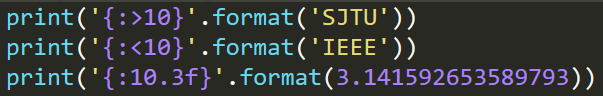 print('{:>10}'.format('SJTU'))
print('{:<10}'.format('IEEE'))
print('{:10.3f}'.format(3.141592653589793))